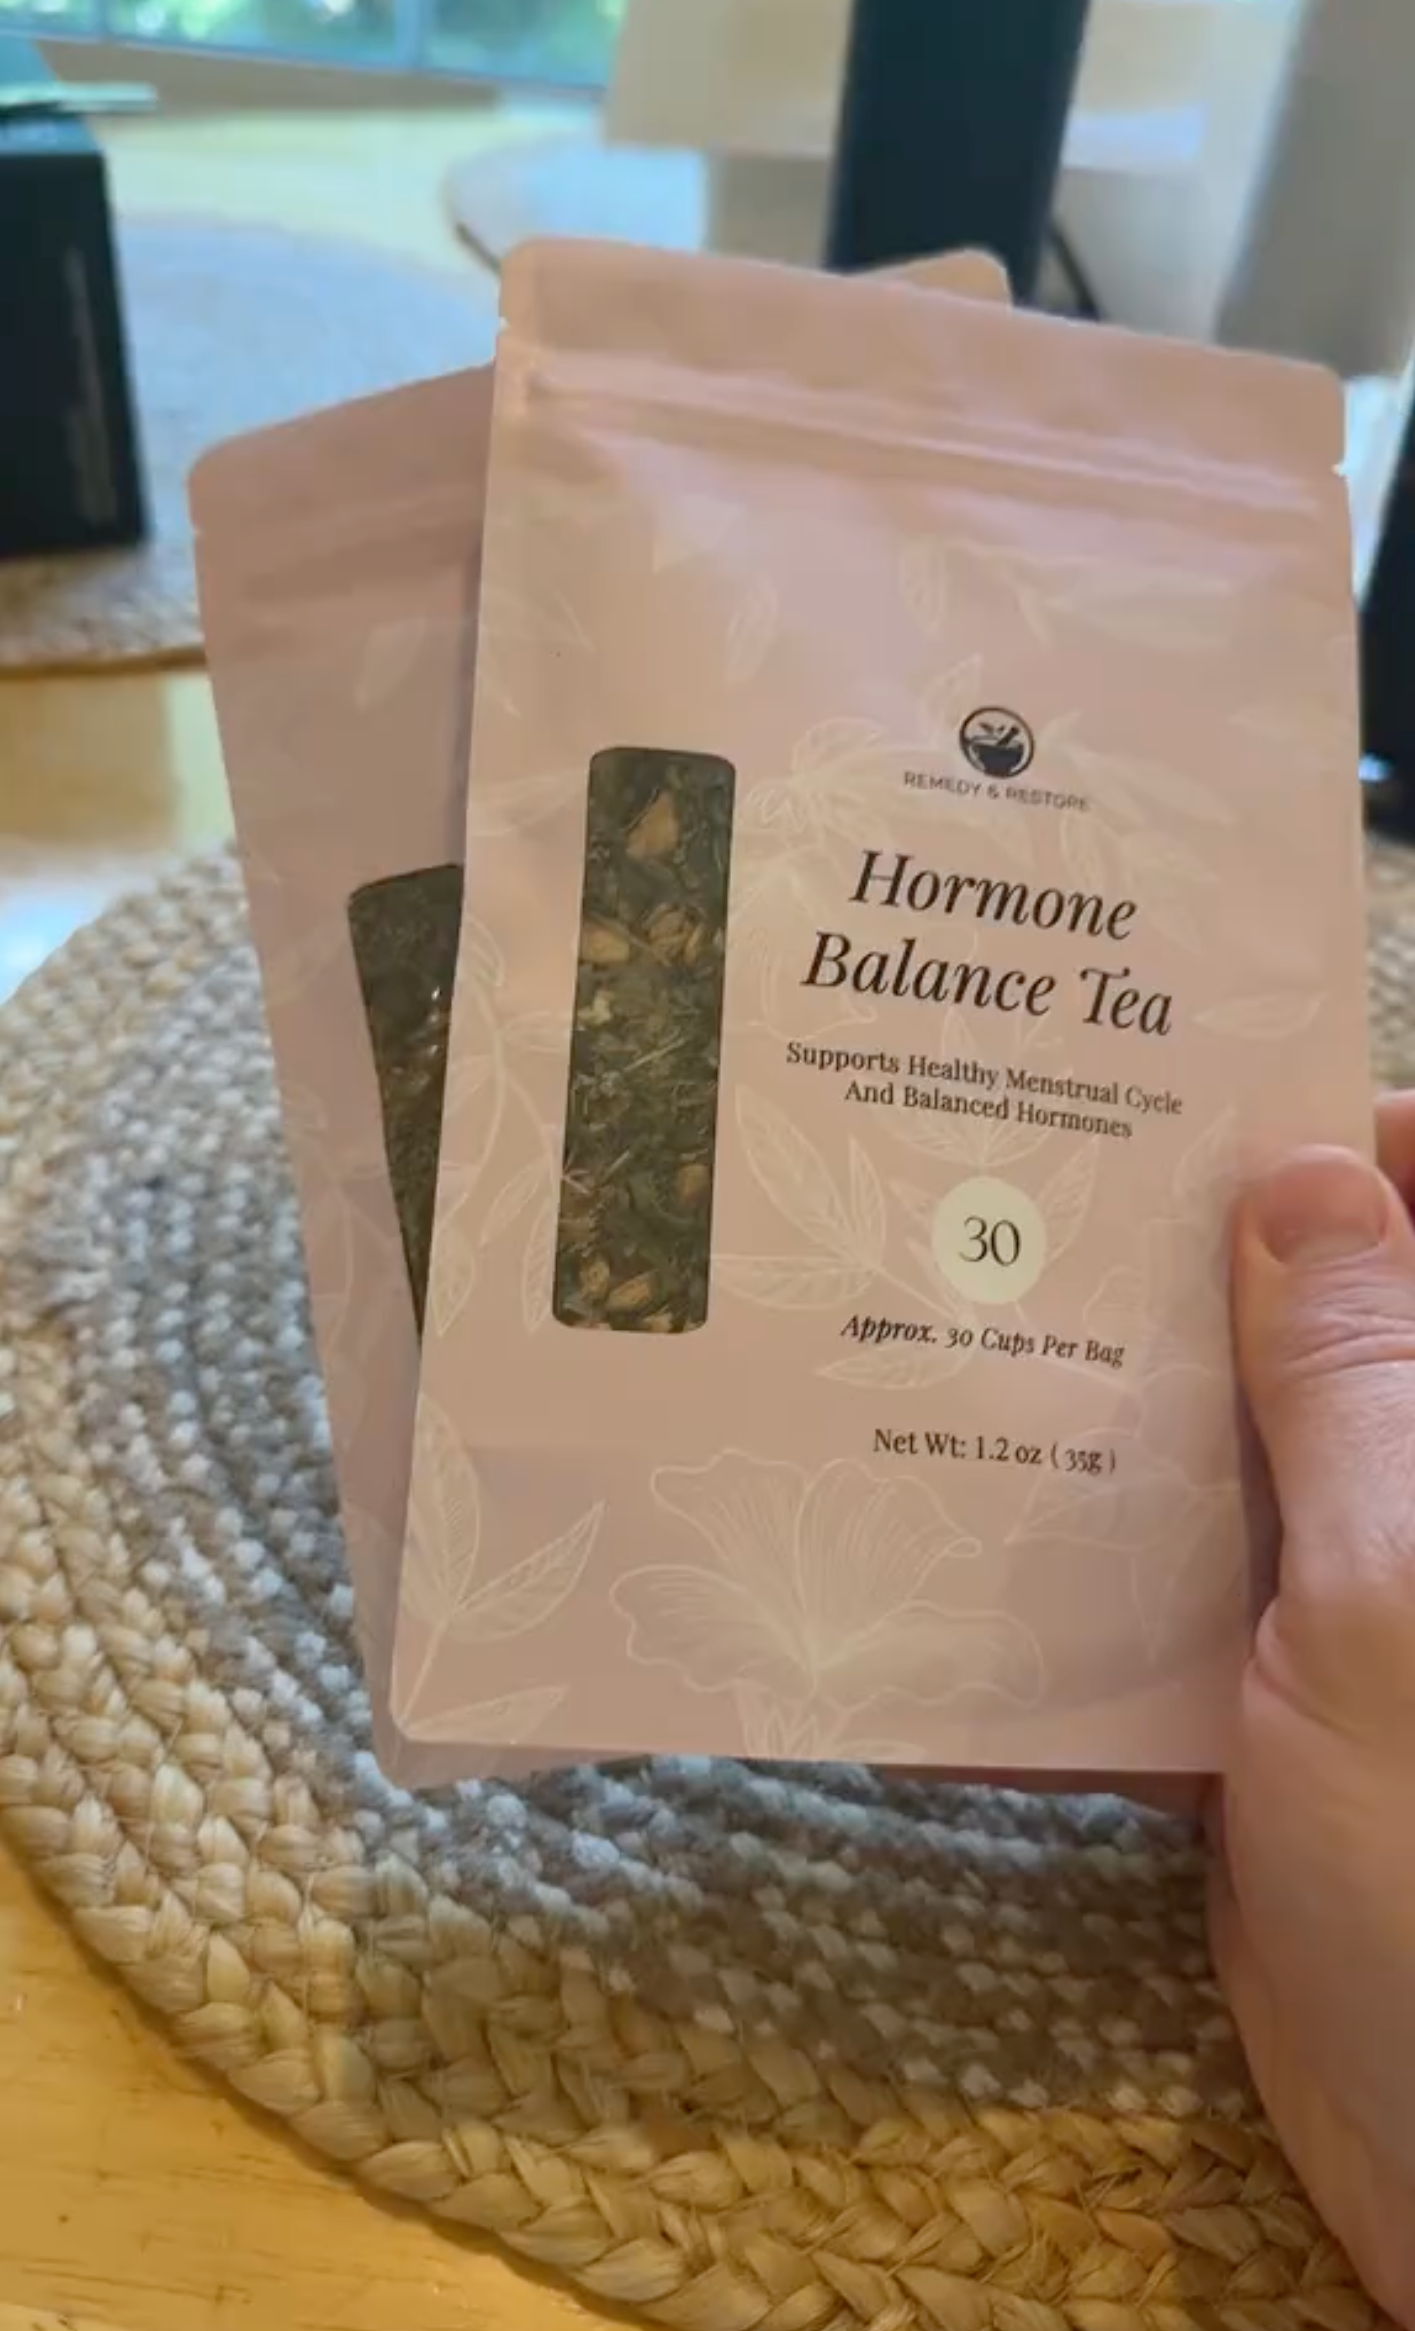 REMEDY & RESTORE
Hormone
Balance Tea
Supports Healthy Menstrual Cycle
And Balanced Hormones
30
Approx. 30 Cups Per Bag
Net Wt: 1.2 oz ( 35g )